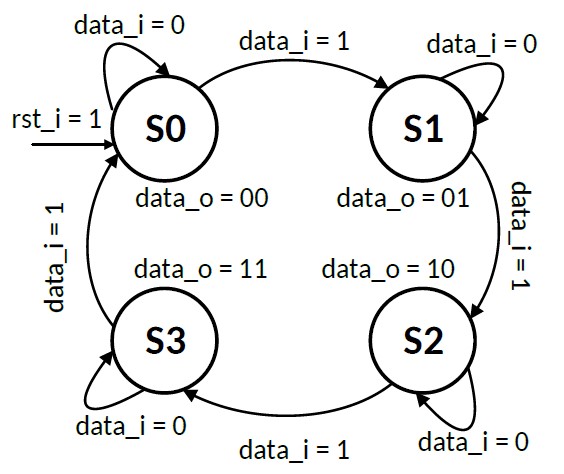 data_i = 0
data_i = 1
data_i = 0
rst_i = 1
S0
S1
data_o = 00
data_o = 01
data_i = 1
data_i = 1
data_o = 11
data_o = 10
S3
S2
data_i = 0
data_i = 1
data_i = 0